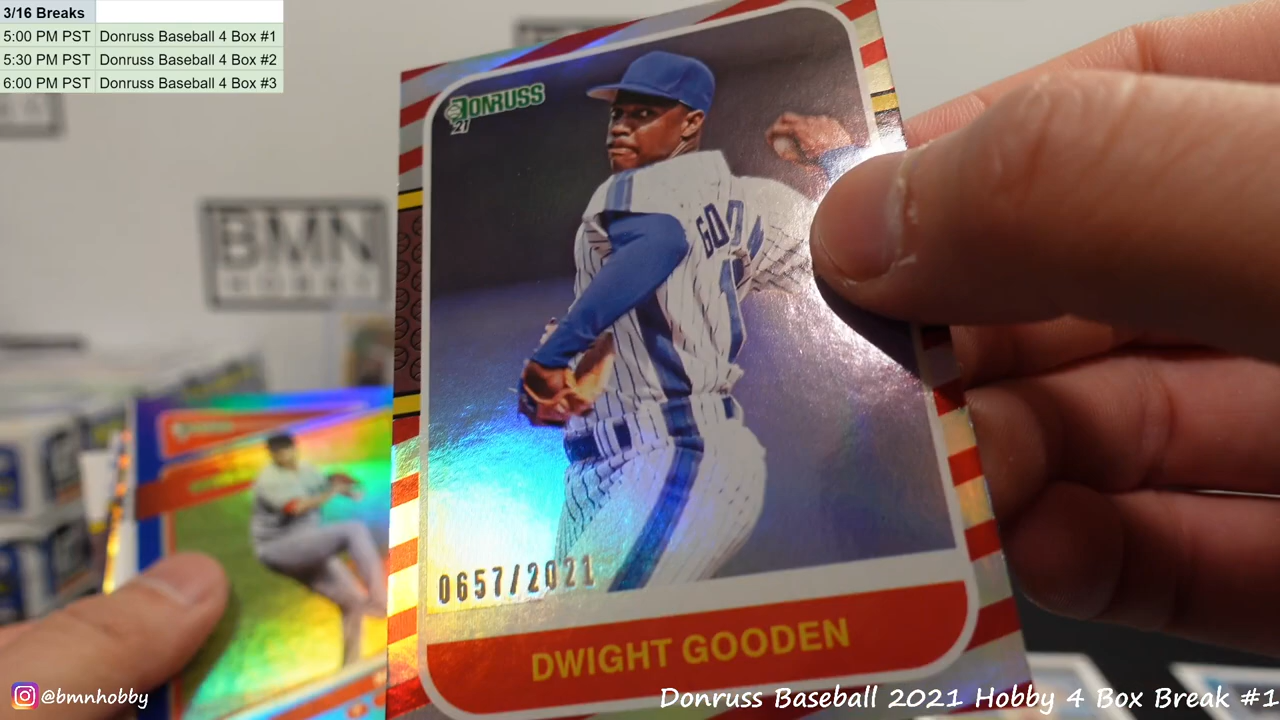 3/16 Breaks
5:00 PM PST Donruss Baseball 4 Box #1
5:30 PM PST Donruss Baseball 4 Box #2
6:00 PM PST Donruss Baseball 4 Box #3
DONRUSS
21
BMN
HOBBY
0657/2021
DWIGHT GOODEN
@bmnhobby
Donruss Baseball 2021 Hobby 4 Box Break #1